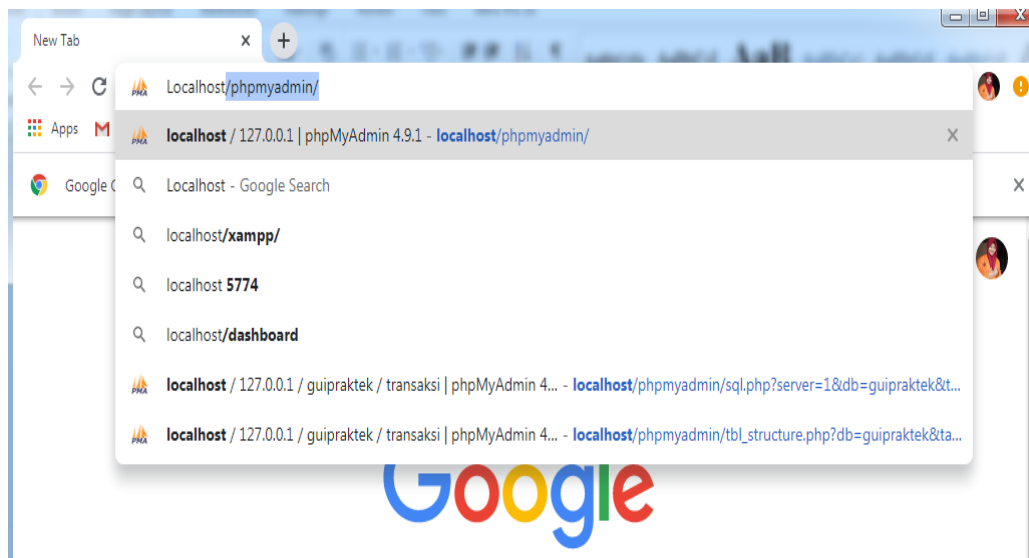 New Tab
Localhost/phpmyadmin/
Apps
localhost / 127.0.0.1 | phpMyAdmin 4.9.1 - localhost/phpmyadmin/
Google
Localhost - Google Search
localhost/xampp/
localhost 5774
localhost/dashboard
localhost / 127.0.0.1 / guipraktek / transaksi | phpMyAdmin 4... - localhost/phpmyadmin/sql.php?server=1&db=guipraktek&t...
localhost / 127.0.0.1 / guipraktek / transaksi | phpMyAdmin 4... - localhost/phpmyadmin/tbl_structure.php?db=guipraktek&ta...
Google